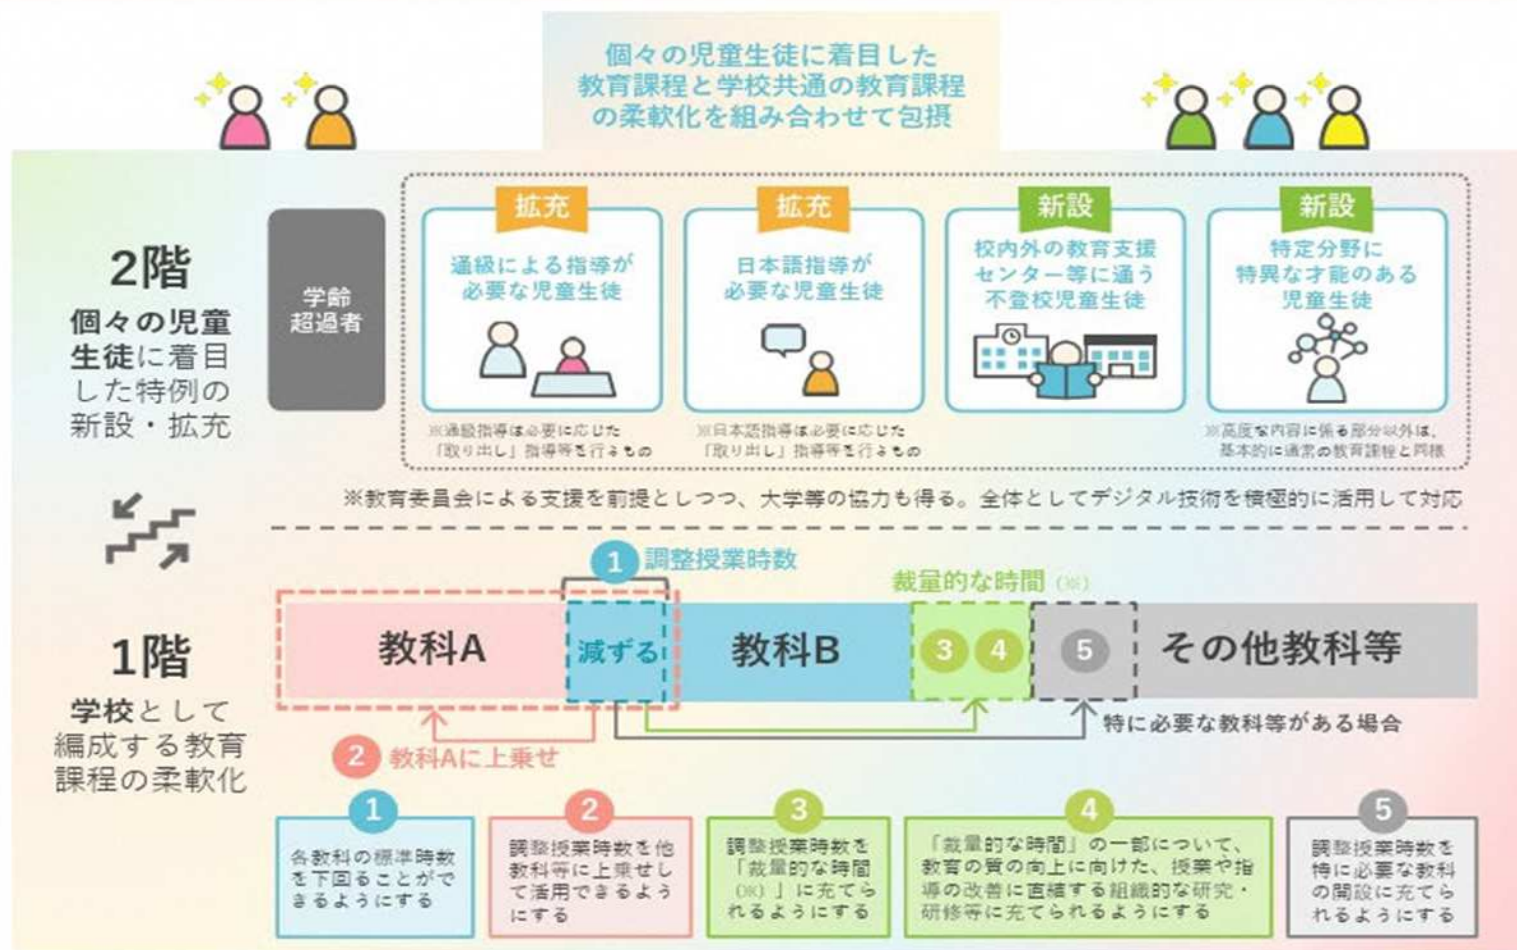 個々の児童生徒に着目した
教育課程と学校共通の教育課程
の柔軟化を組み合わせて包摂
2階
個々の児童
生徒に着目
した特例の
新設・拡充
学齢
超過者
拡充
通級による指導が
必要な児童生徒
※通級指導は必要に応じた
「取り出し」指導等を行うもの
拡充
日本語指導が
必要な児童生徒
※日本語指導は必要に応じた
「取り出し」指導等を行うもの
新設
校内外の教育支援
センター等に通う
不登校児童生徒
新設
特定分野に
特異な才能のある
児童生徒
※高度な内容に係る部分以外は、
基本的に通常の教育課程と同様
※教育委員会による支援を前提としつつ、大学等の協力も得る。全体としてデジタル技術を積極的に活用して対応
1階
学校として
編成する教育
課程の柔軟化
1 調整授業時数
裁量的な時間(※)
教科A
減ずる
教科B
3 4
5
その他教科等
特に必要な教科等がある場合
2 教科Aに上乗せ
1
各教科の標準時数
を下回ることがで
きるようにする
2
調整授業時数を他
教科等に上乗せし
て活用できるよう
にする
3
調整授業時数を
「裁量的な時間
(※)」に充てら
れるようにする
4
「裁量的な時間」の一部について、
教育の質の向上に向けた、授業や指
導の改善に直結する組織的な研究・
研修等に充てられるようにする
5
調整授業時数を
特に必要な教科
の開設に充てら
れるようにする